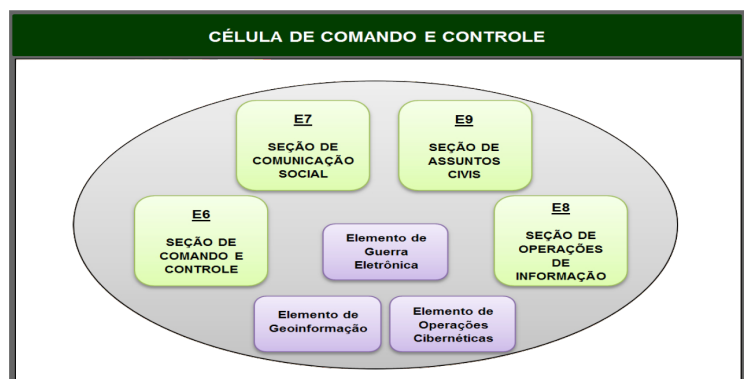 CÉLULA DE COMANDO E CONTROLE
E7
SEÇÃO DE
COMUNICAÇÃO
SOCIAL
E9
SEÇÃO DE
ASSUNTOS
CIVIS
E6
SEÇÃO DE
COMANDO E
CONTROLE
Elemento de
Guerra
Eletrônica
E8
SEÇÃO DE
OPERAÇÕES
DE
INFORMAÇÃO
Elemento de
Geoinformação
Elemento de
Operações
Cibernéticas